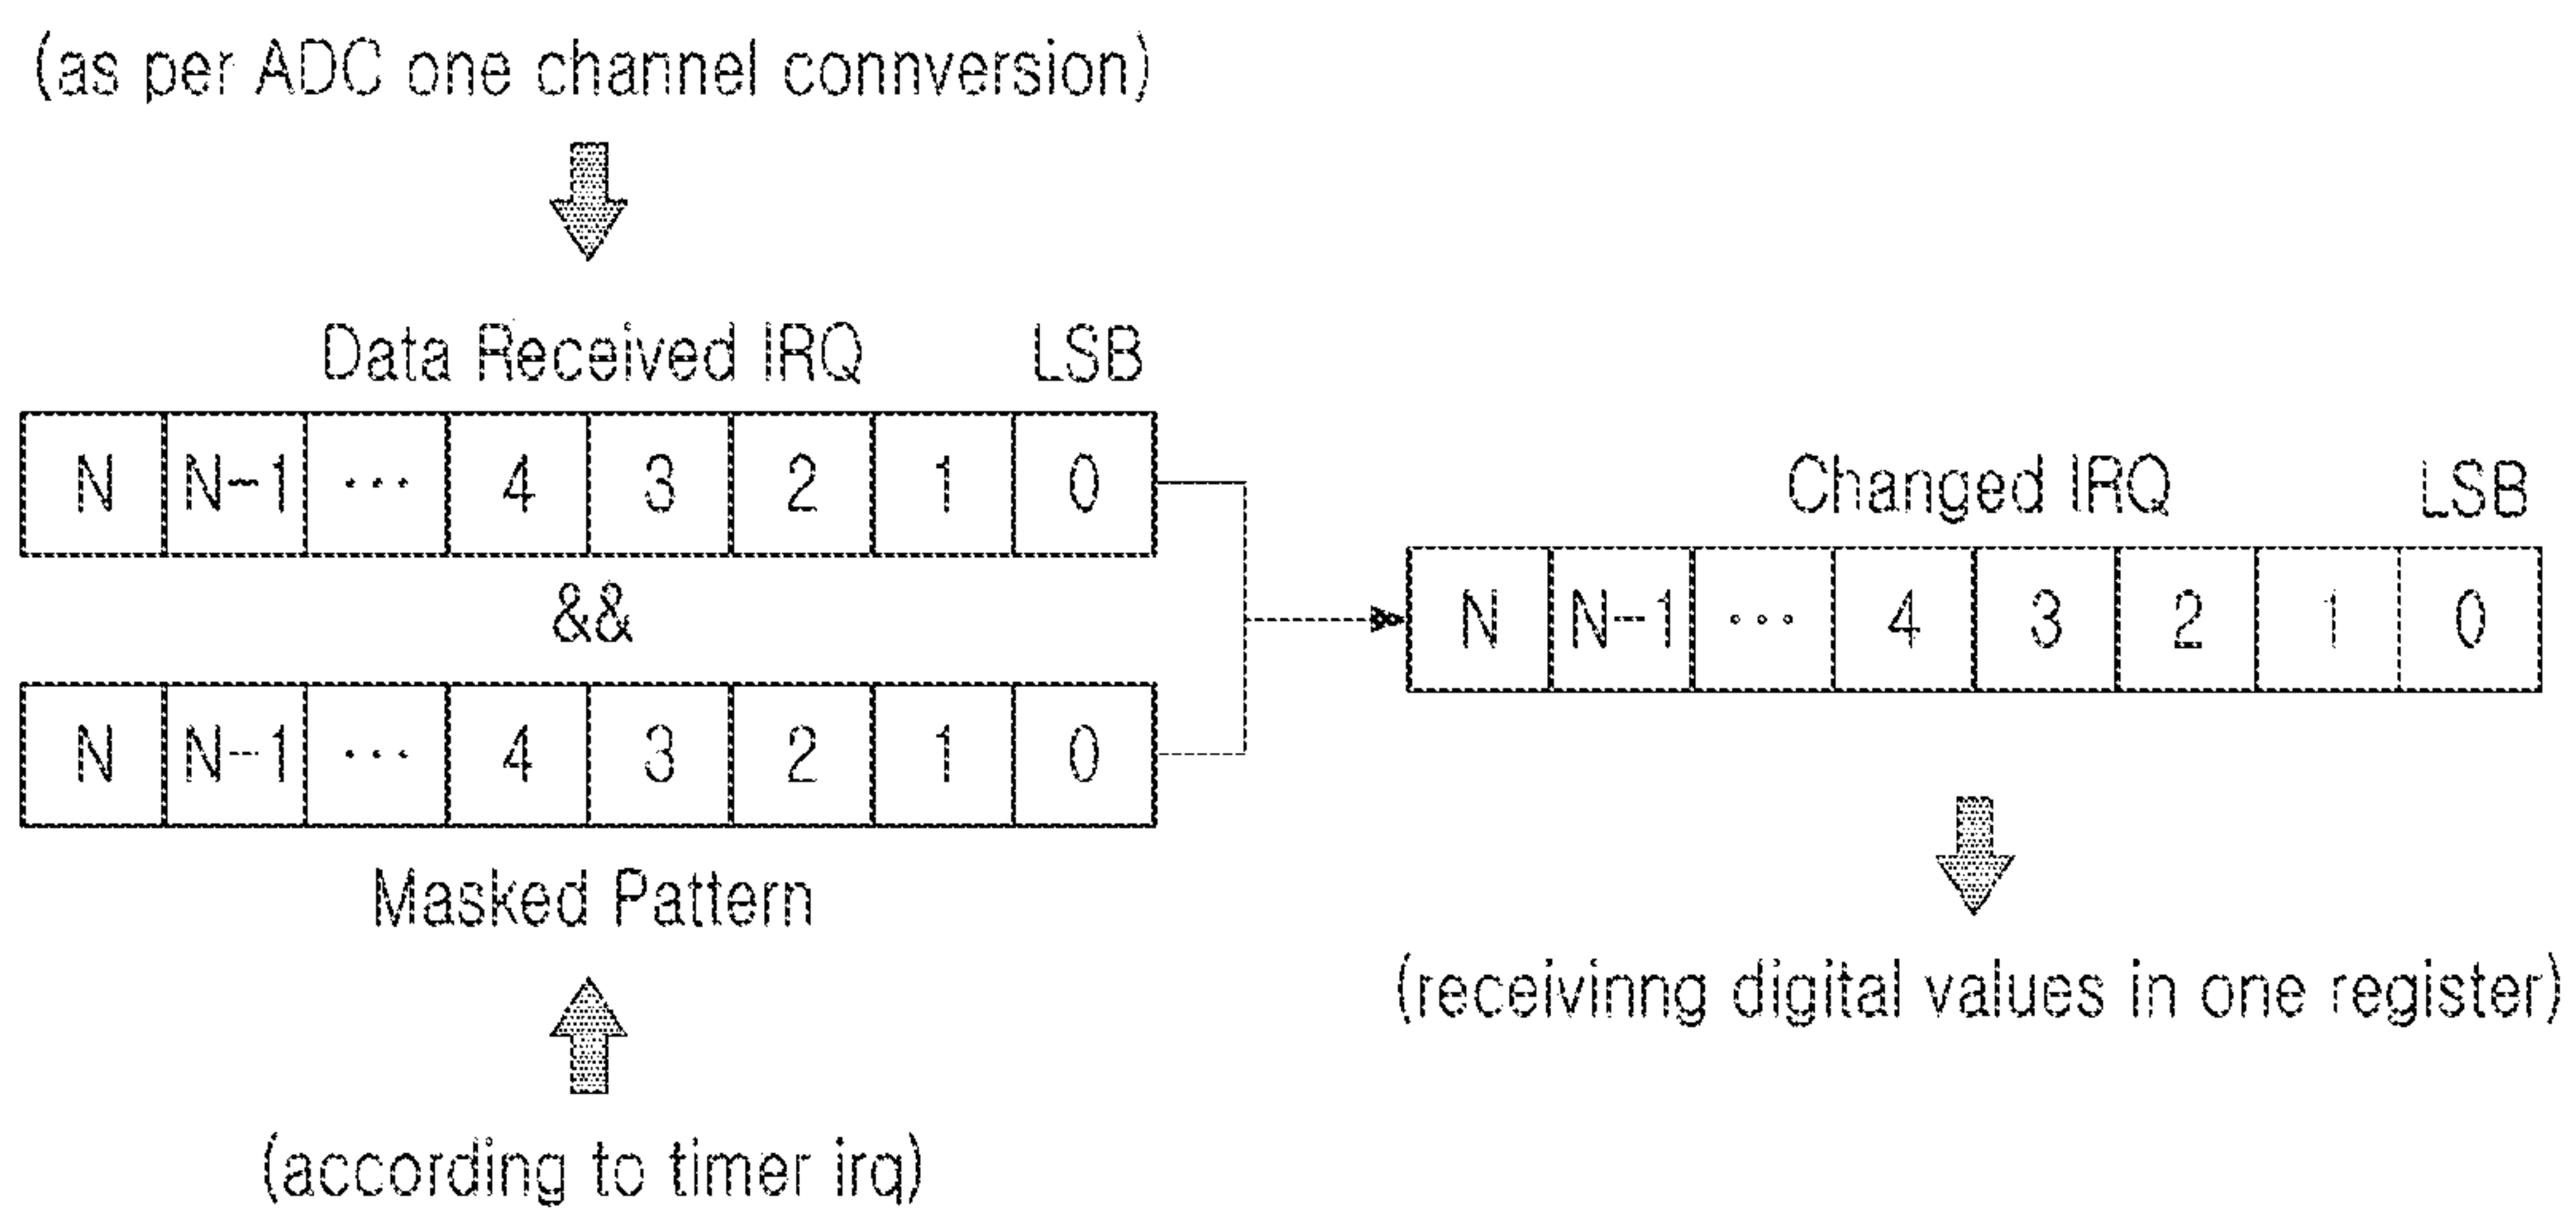 (as per ADC one channel connversion)
Data Received IRQ LSB
N N-1 ... 4 3 2 1 0
&&
N N-1 ... 4 3 2 1 0
Masked Pattern
(according to timer irq)
Changed IRQ LSB
N N-1 ... 4 3 2 1 0
(receivinng digital values in one register)